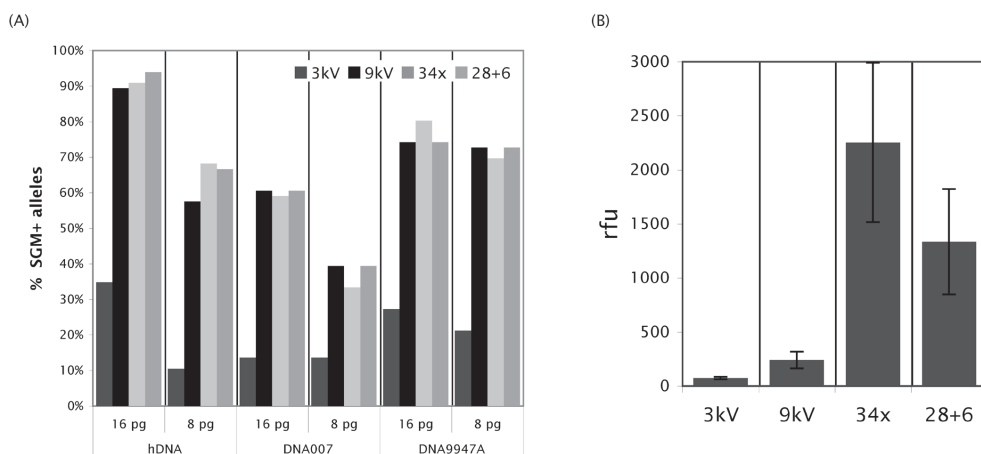 (A)
100%
90%
80%
70%
60%
50%
40%
30%
20%
10%
0%
% SGM+ alleles
3kV 9kV 34x 28+6
16 pg 8 pg 16 pg 8 pg 16 pg 8 pg
hDNA DNA007 DNA9947A
(B)
3000
2500
2000
1500
1000
500
0
rfu
3kV 9kV 34x 28+6